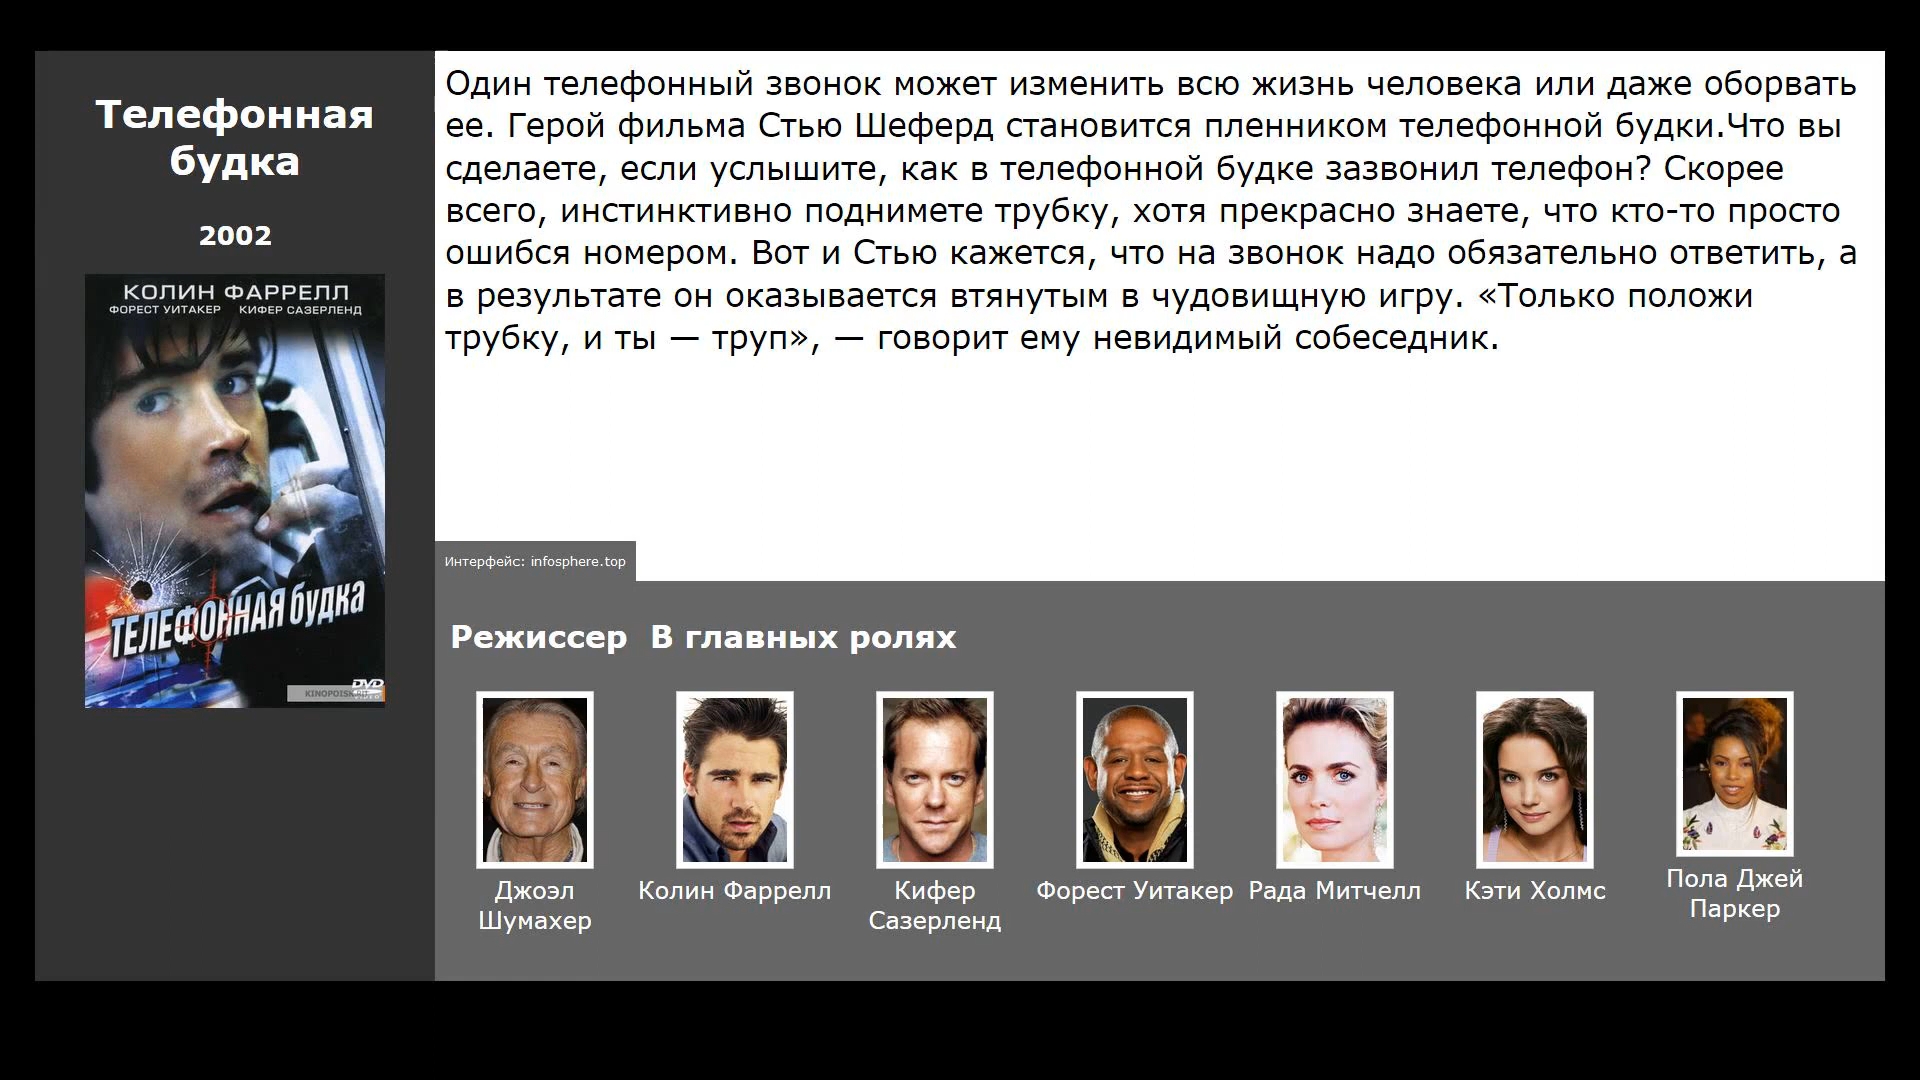 Телефонная
будка
2002
КОЛИН ФАРРЕЛЛ
ФОРЕСТ УИТАКЕР КИФЕР САЗЕРЛЕНД
ТЕЛЕФОННАЯ будка
DVD
VIDEO
Один телефонный звонок может изменить всю жизнь человека или даже оборвать
ее. Герой фильма Стью Шеферд становится пленником телефонной будки.Что вы
сделаете, если услышите, как в телефонной будке зазвонил телефон? Скорее
всего, инстинктивно поднимете трубку, хотя прекрасно знаете, что кто-то просто
ошибся номером. Вот и Стью кажется, что на звонок надо обязательно ответить, а
в результате он оказывается втянутым в чудовищную игру. «Только положи
трубку, и ты — труп», — говорит ему невидимый собеседник.
Интерфейс: infosphere.top
Режиссер В главных ролях
Джоэл
Шумахер
Колин Фаррелл
Кифер
Сазерленд
Форест Уитакер
Рада Митчелл
Кэти Холмс
Пола Джей
Паркер